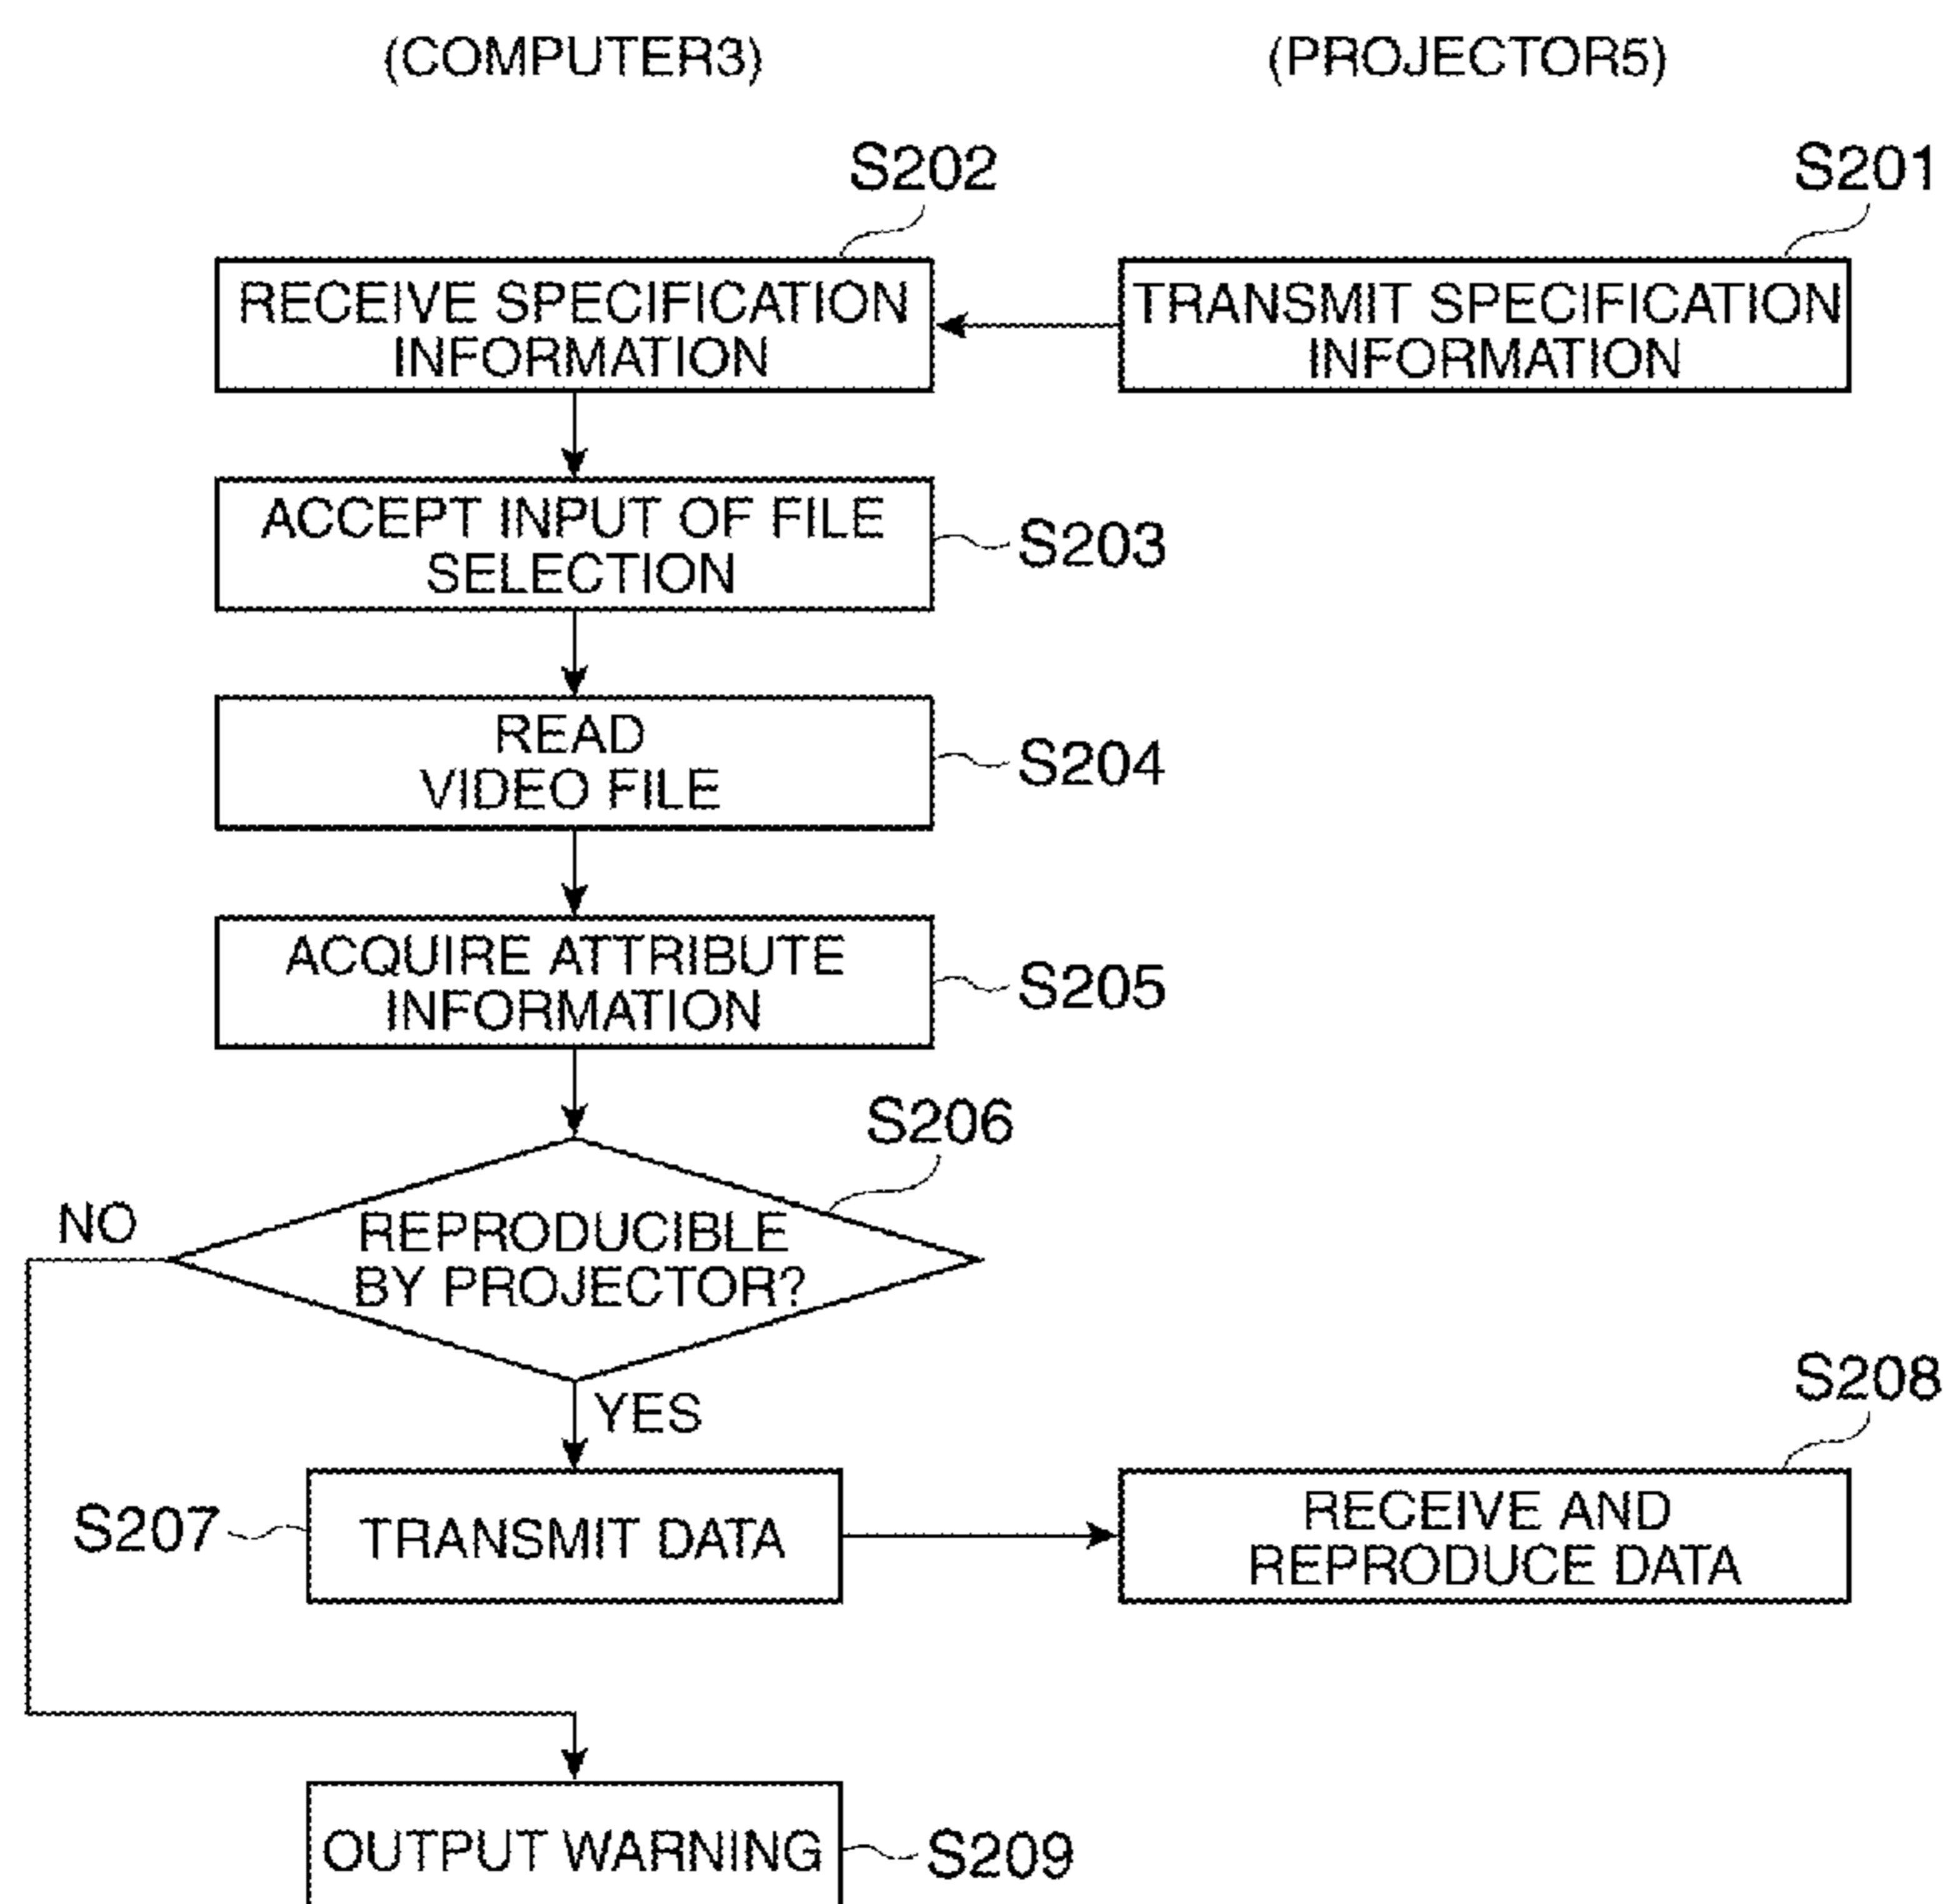 (COMPUTER3)
(PROJECTOR5)
S202
S201
RECEIVE SPECIFICATION
INFORMATION
TRANSMIT SPECIFICATION
INFORMATION
ACCEPT INPUT OF FILE
SELECTION
S203
READ
VIDEO FILE
S204
ACQUIRE ATTRIBUTE
INFORMATION
S205
S206
NO
REPRODUCIBLE
BY PROJECTOR?
YES
S208
S207
TRANSMIT DATA
RECEIVE AND
REPRODUCE DATA
OUTPUT WARNING
S209